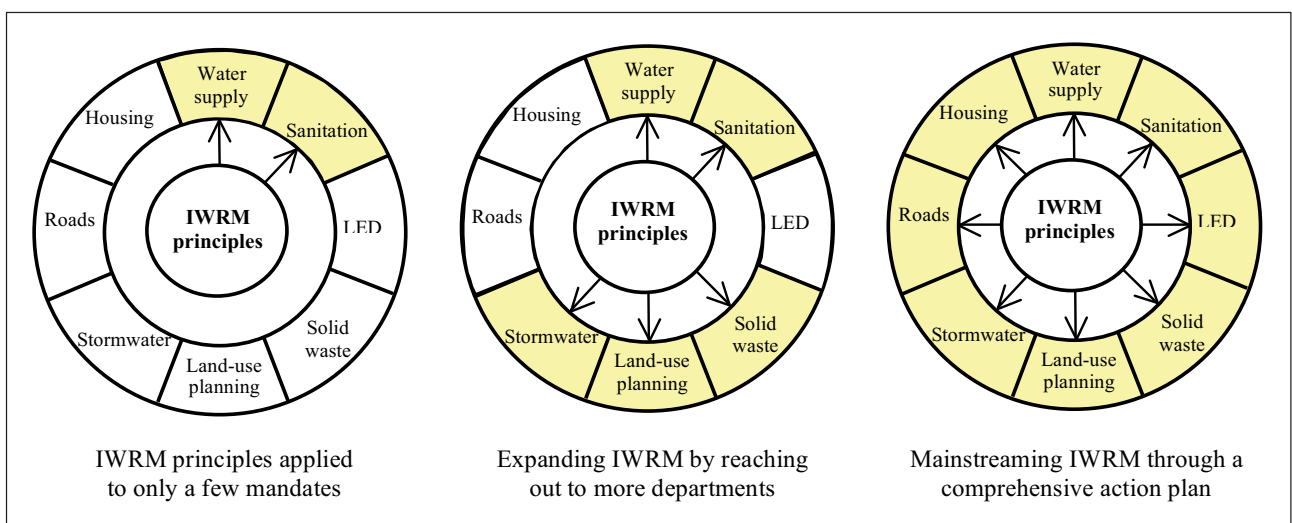 Water
supply
Sanitation
LED
Solid
waste
Land-use
planning
Stormwater
Roads
Housing
IWRM
principles
IWRM principles applied
to only a few mandates
Water
supply
Sanitation
LED
Solid
waste
Land-use
planning
Stormwater
Roads
Housing
IWRM
principles
Expanding IWRM by reaching
out to more departments
Water
supply
Sanitation
LED
Solid
waste
Land-use
planning
Stormwater
Roads
Housing
IWRM
principles
Mainstreaming IWRM through a
comprehensive action plan